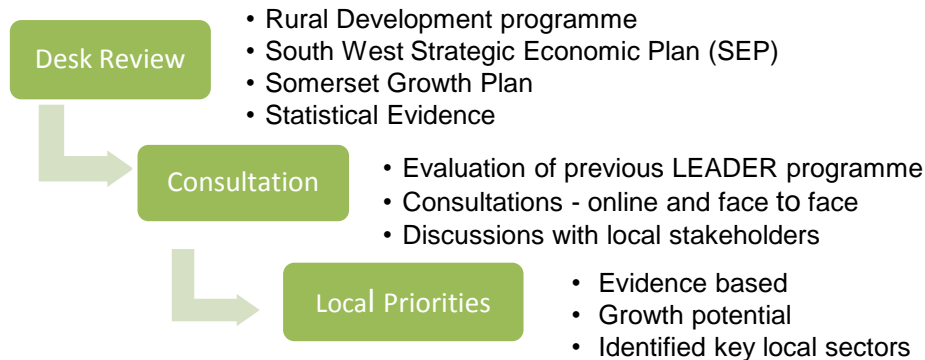 Desk Review
• Rural Development programme
• South West Strategic Economic Plan (SEP)
• Somerset Growth Plan
• Statistical Evidence
Consultation
• Evaluation of previous LEADER programme
• Consultations - online and face to face
• Discussions with local stakeholders
Local Priorities
• Evidence based
• Growth potential
• Identified key local sectors